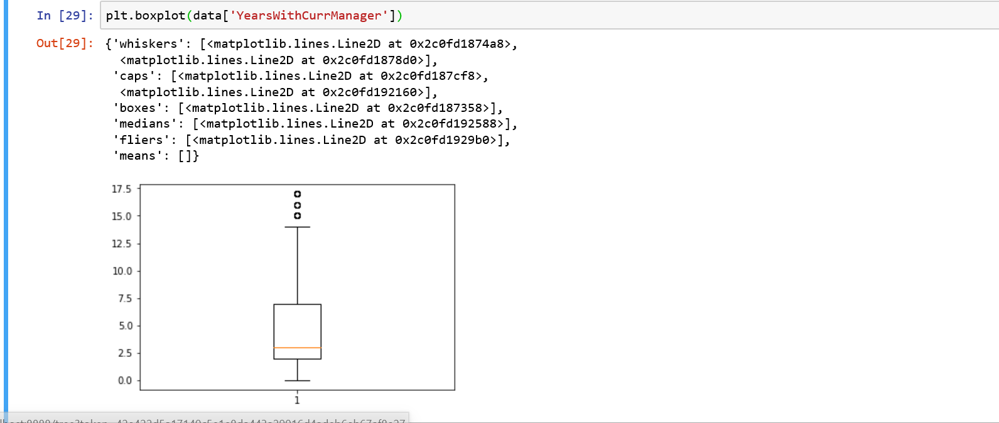 In [29]: plt.boxplot(data['YearsWithCurrManager'])
Out[29]: {'whiskers': [<matplotlib.lines.Line2D at 0x2c0fd1874a8>,
<matplotlib.lines.Line2D at 0x2c0fd1878d0>],
'caps': [<matplotlib.lines.Line2D at 0x2c0fd187cf8>,
<matplotlib.lines.Line2D at 0x2c0fd192160>],
'boxes': [<matplotlib.lines.Line2D at 0x2c0fd187358>],
'medians': [<matplotlib.lines.Line2D at 0x2c0fd192588>],
'fliers': [<matplotlib.lines.Line2D at 0x2c0fd1929b0>],
'means': []}
17.5
15.0
12.5
10.0
7.5
5.0
2.5
0.0
1